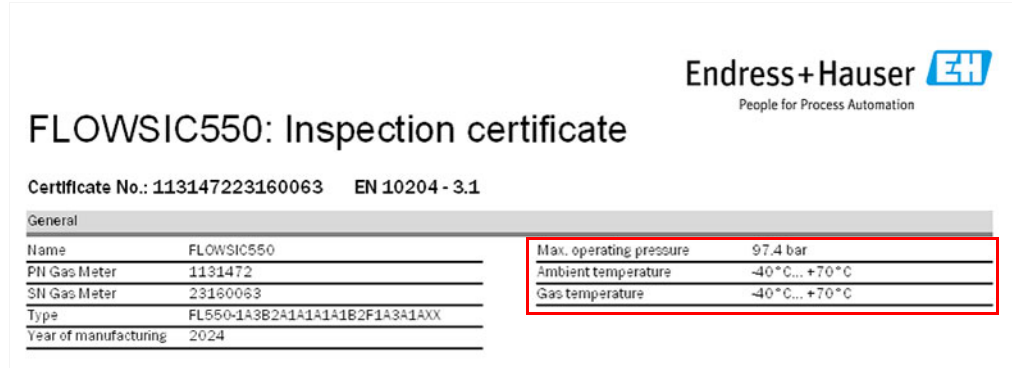 Endress+Hauser EH
People for Process Automation
FLOWSIC550: Inspection certificate
Certificate No.: 113147223160063 EN 10204 - 3.1
General
Name FLOWSIC550
PN Gas Meter 1131472
SN Gas Meter 23160063
Type FL550-1A3B2A1A1A1A1B2F1A3A1AXX
Year of manufacturing 2024
Max. operating pressure 97.4 bar
Ambient temperature -40°C... +70°C
Gas temperature -40°C... +70°C